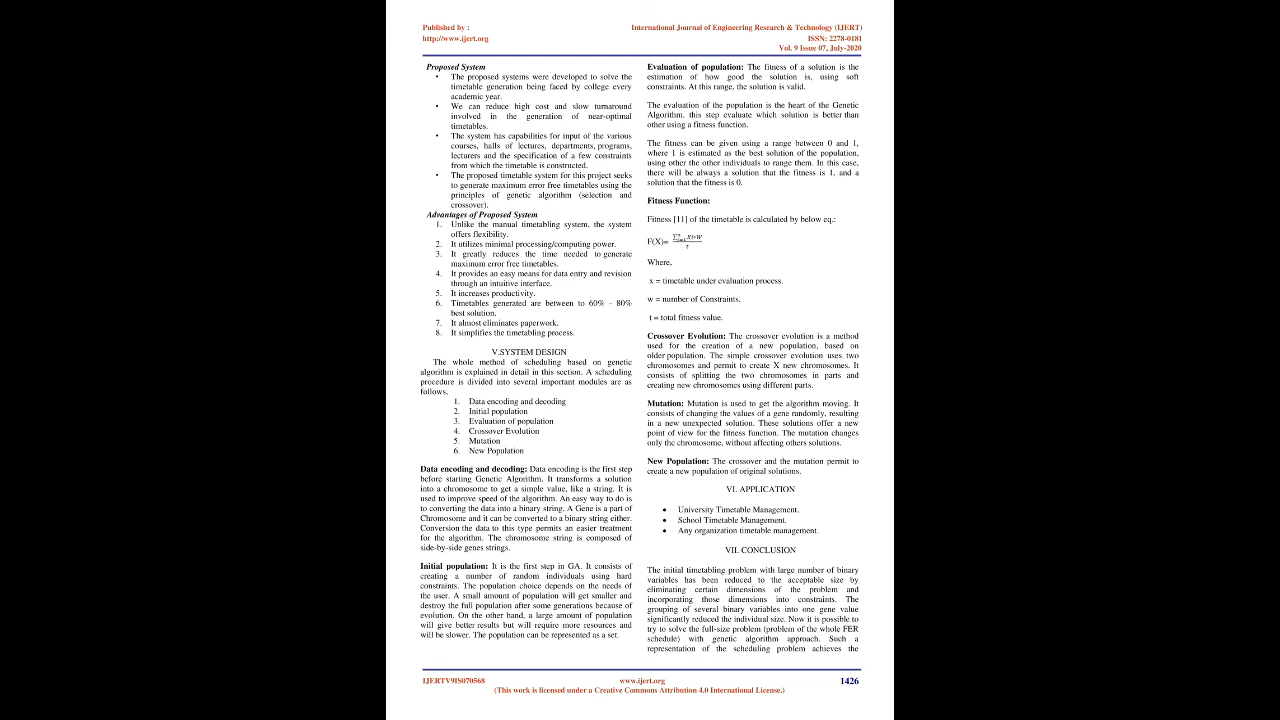 Published by :
http://www.ijert.org
International Journal of Engineering Research & Technology (IJERT)
ISSN: 2278-0181
Vol. 9 Issue 07, July-2020
Proposed System
• The proposed systems were developed to solve the
timetable generation being faced by college every
academic year.
• We can reduce high cost and slow turnaround
involved in the generation of near-optimal
timetables.
• The system has capabilities for input of the various
courses, halls of lectures, departments, programs,
lecturers and the specification of a few constraints
from which the timetable is constructed.
• The proposed timetable system for this project seeks
to generate maximum error free timetables using the
principles of genetic algorithm (selection and
crossover).
Advantages of Proposed System
1. Unlike the manual timetabling system, the system
offers flexibility.
2. It utilizes minimal processing/computing power.
3. It greatly reduces the time needed to generate
maximum error free timetables.
4. It provides an easy means for data entry and revision
through an intuitive interface.
5. It increases productivity.
6. Timetables generated are between to 60% - 80%
best solution.
7. It almost eliminates paperwork.
8. It simplifies the timetabling process.
V.SYSTEM DESIGN
The whole method of scheduling based on genetic
algorithm is explained in detail in this section. A scheduling
procedure is divided into several important modules are as
follows,
1. Data encoding and decoding
2. Initial population
3. Evaluation of population
4. Crossover Evolution
5. Mutation
6. New Population
Data encoding and decoding: Data encoding is the first step
before starting Genetic Algorithm. It transforms a solution
into a chromosome to get a simple value, like a string. It is
used to improve speed of the algorithm. An easy way to do is
to converting the data into a binary string. A Gene is a part of
Chromosome and it can be converted to a binary string either.
Conversion the data to this type permits an easier treatment
for the algorithm. The chromosome string is composed of
side-by-side genes strings.
Initial population: It is the first step in GA. It consists of
creating a number of random individuals using hard
constraints. The population choice depends on the needs of
the user. A small amount of population will get smaller and
destroy the full population after some generations because of
evolution. On the other hand, a large amount of population
will give better results but will require more resources and
will be slower. The population can be represented as a set.
Evaluation of population: The fitness of a solution is the
estimation of how good the solution is, using soft
constraints. At this range, the solution is valid.
The evaluation of the population is the heart of the Genetic
Algorithm. this step evaluate which solution is better than
other using a fitness function.
The fitness can be given using a range between 0 and 1,
where 1 is estimated as the best solution of the population,
using other the other individuals to range them. In this case,
there will be always a solution that the fitness is 1, and a
solution that the fitness is 0.
Fitness Function:
Fitness [11] of the timetable is calculated by below eq.:
F(X)=
Where,
x = timetable under evaluation process.
w = number of Constraints.
t = total fitness value.
Crossover Evolution: The crossover evolution is a method
used for the creation of a new population, based on
older population. The simple crossover evolution uses two
chromosomes and permit to create X new chromosomes. It
consists of splitting the two chromosomes in parts and
creating new chromosomes using different parts.
Mutation: Mutation is used to get the algorithm moving. It
consists of changing the values of a gene randomly, resulting
in a new unexpected solution. These solutions offer a new
point of view for the fitness function. The mutation changes
only the chromosome, without affecting others solutions.
New Population: The crossover and the mutation permit to
create a new population of original solutions.
VI. APPLICATION
• University Timetable Management.
• School Timetable Management.
• Any organization timetable management.
VII. CONCLUSION
The initial timetabling problem with large number of binary
variables has been reduced to the acceptable size by
eliminating certain dimensions of the problem and
incorporating those dimensions into constraints. The
grouping of several binary variables into one gene value
significantly reduced the individual size. Now it is possible to
try to solve the full-size problem (problem of the whole FER
schedule) with genetic algorithm approach. Such a
representation of the scheduling problem achieves the
IJERTV9IS070568
www.ijert.org
1426
(This work is licensed under a Creative Commons Attribution 4.0 International License.)